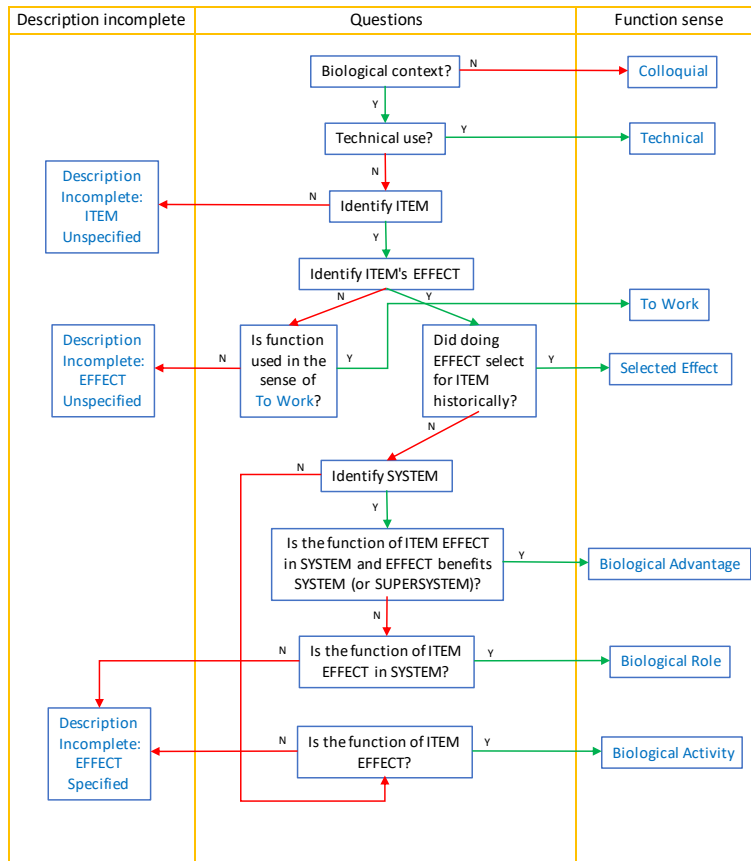 Description incomplete
Questions
Function sense
Biological context?
N
Colloquial
Y
Technical use?
Y
Technical
N
Description
Incomplete:
ITEM
Unspecified
N
Identify ITEM
Y
Identify ITEM's EFFECT
N
Y
To Work
Description
Incomplete:
EFFECT
Unspecified
N
Is function
used in the
sense of
To Work?
Y
Did doing
EFFECT select
for ITEM
historically?
Y
Selected Effect
N
N
Identify SYSTEM
Y
Is the function of ITEM EFFECT
in SYSTEM and EFFECT benefits
SYSTEM (or SUPERSYSTEM)?
Y
Biological Advantage
N
N
Is the function of ITEM
EFFECT in SYSTEM?
Y
Biological Role
Description
Incomplete:
EFFECT
Specified
N
Is the function of ITEM
EFFECT?
Y
Biological Activity